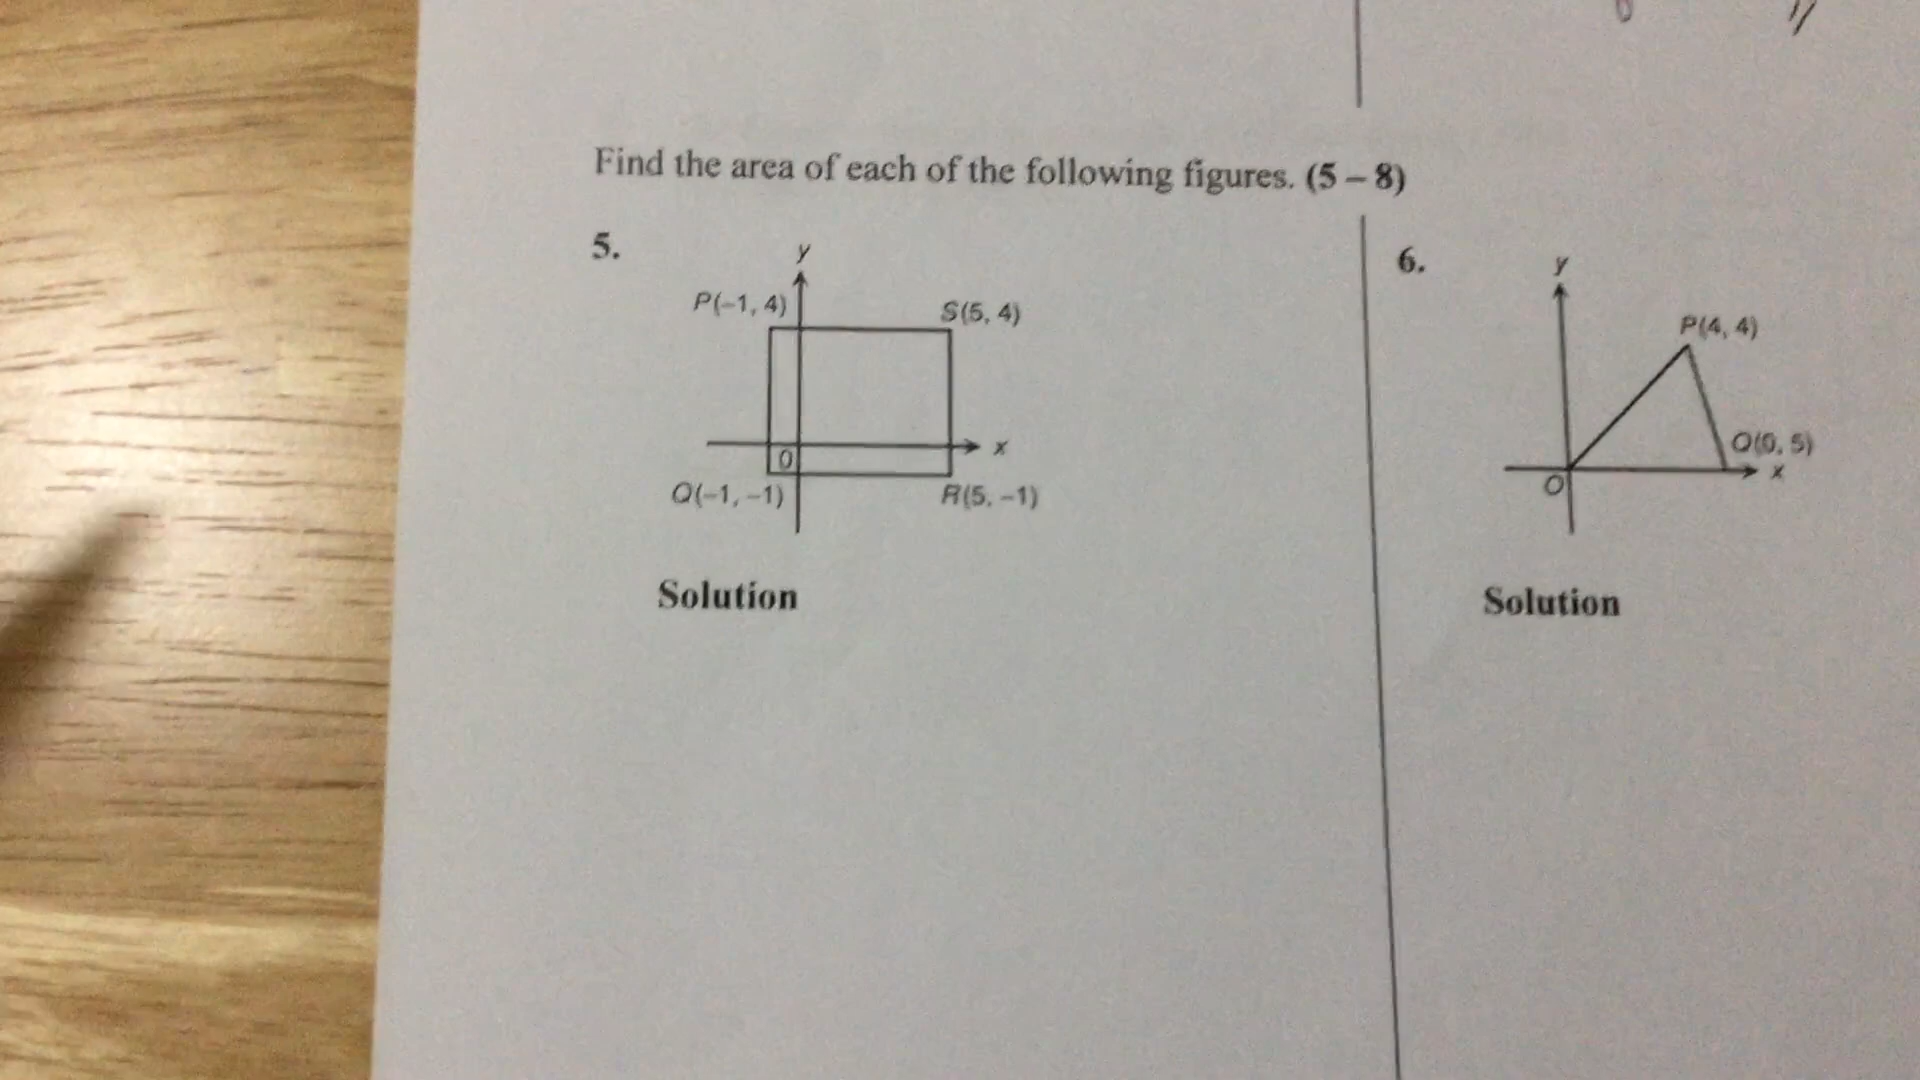 Find the area of each of the following figures. (5 – 8)
5.
y
P(–1, 4)
S(5, 4)
x
0
Q(–1, –1)
R(5, –1)
Solution
6.
y
P(4, 4)
Q(0, 5)
x
O
Solution